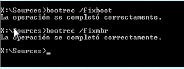 X:\Sources>bootrec /Fixboot
La operación se completó correctamente.
X:\Sources>bootrec /Fixmbr
La operación se completó correctamente.
X:\Sources>_